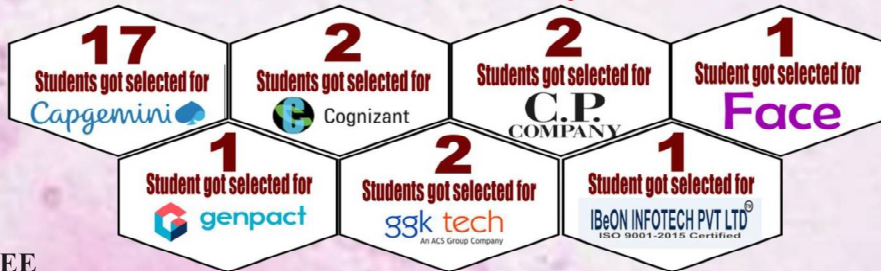 17
Students got selected for
Capgemini
2
Students got selected for
Cognizant
2
Students got selected for
C.P.
COMPANY
1
Student got selected for
Face
1
Student got selected for
genpact
2
Students got selected for
ggk tech
An ACS Group Company
1
Student got selected for
IBeON INFOTECH PVT LTD
ISO 9001-2015 Certified
EE